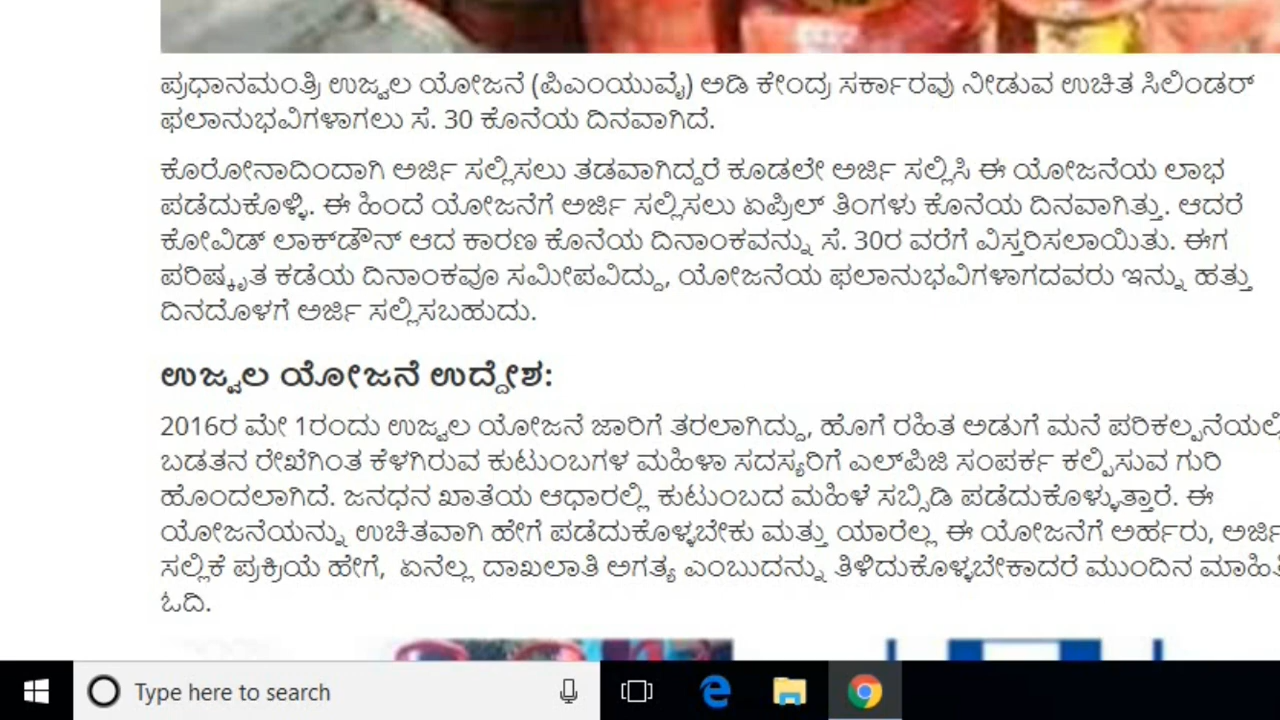 ಪ್ರಧಾನಮಂತ್ರಿ ಉಜ್ವಲ ಯೋಜನೆ (ಪಿಎಂಯುವೈ) ಅಡಿ ಕೇಂದ್ರ ಸರ್ಕಾರವು ನೀಡುವ ಉಚಿತ ಸಿಲಿಂಡರ್
ಫಲಾನುಭವಿಗಳಾಗಲು ಸೆ. 30 ಕೊನೆಯ ದಿನವಾಗಿದೆ.
ಕೊರೋನಾದಿಂದಾಗಿ ಅರ್ಜಿ ಸಲ್ಲಿಸಲು ತಡವಾಗಿದ್ದರೆ ಕೂಡಲೇ ಅರ್ಜಿ ಸಲ್ಲಿಸಿ ಈ ಯೋಜನೆಯ ಲಾಭ
ಪಡೆದುಕೊಳ್ಳಿ. ಈ ಹಿಂದೆ ಯೋಜನೆಗೆ ಅರ್ಜಿ ಸಲ್ಲಿಸಲು ಏಪ್ರಿಲ್ ತಿಂಗಳು ಕೊನೆಯ ದಿನವಾಗಿತ್ತು. ಆದರೆ
ಕೋವಿಡ್ ಲಾಕ್‌ಡೌನ್ ಆದ ಕಾರಣ ಕೊನೆಯ ದಿನಾಂಕವನ್ನು ಸೆ. 30ರ ವರೆಗೆ ವಿಸ್ತರಿಸಲಾಯಿತು. ಈಗ
ಪರಿಷ್ಕೃತ ಕಡೆಯ ದಿನಾಂಕವೂ ಸಮೀಪವಿದ್ದು, ಯೋಜನೆಯ ಫಲಾನುಭವಿಗಳಾಗದವರು ಇನ್ನು ಹತ್ತು
ದಿನದೊಳಗೆ ಅರ್ಜಿ ಸಲ್ಲಿಸಬಹುದು.
ಉಜ್ವಲ ಯೋಜನೆ ಉದ್ದೇಶ:
2016ರ ಮೇ 1ರಂದು ಉಜ್ವಲ ಯೋಜನೆ ಜಾರಿಗೆ ತರಲಾಗಿದ್ದು, ಹೊಗೆ ರಹಿತ ಅಡುಗೆ ಮನೆ
ಬಡತನ ರೇಖೆಗಿಂತ ಕೆಳಗಿರುವ ಕುಟುಂಬಗಳ ಮಹಿಳಾ ಸದಸ್ಯರಿಗೆ ಎಲ್‌ಪಿಜಿ ಸಂಪರ್ಕ ಕಲ್ಪಿಸುವ ಗುರಿ
ಹೊಂದಲಾಗಿದೆ. ಜನಧನ ಖಾತೆಯ ಆಧಾರಲ್ಲಿ ಕುಟುಂಬದ ಮಹಿಳೆ ಸಬ್ಸಿಡಿ ಪಡೆದುಕೊಳ್ಳುತ್ತಾರೆ. ಈ
ಯೋಜನೆಯನ್ನು ಉಚಿತವಾಗಿ ಹೇಗೆ ಪಡೆದುಕೊಳ್ಳಬೇಕು ಮತ್ತು ಯಾರೆಲ್ಲ ಈ ಯೋಜನೆಗೆ ಅರ್ಹರು, ಅರ್ಜಿ
ಸಲ್ಲಿಕೆ ಪ್ರಕ್ರಿಯೆ ಹೇಗೆ, ಏನೆಲ್ಲ ದಾಖಲಾತಿ ಅಗತ್ಯ ಎಂಬುದನ್ನು ತಿಳಿದುಕೊಳ್ಳಬೇಕಾದರೆ ಮುಂದಿನ
ಓದಿ.
Type here to search